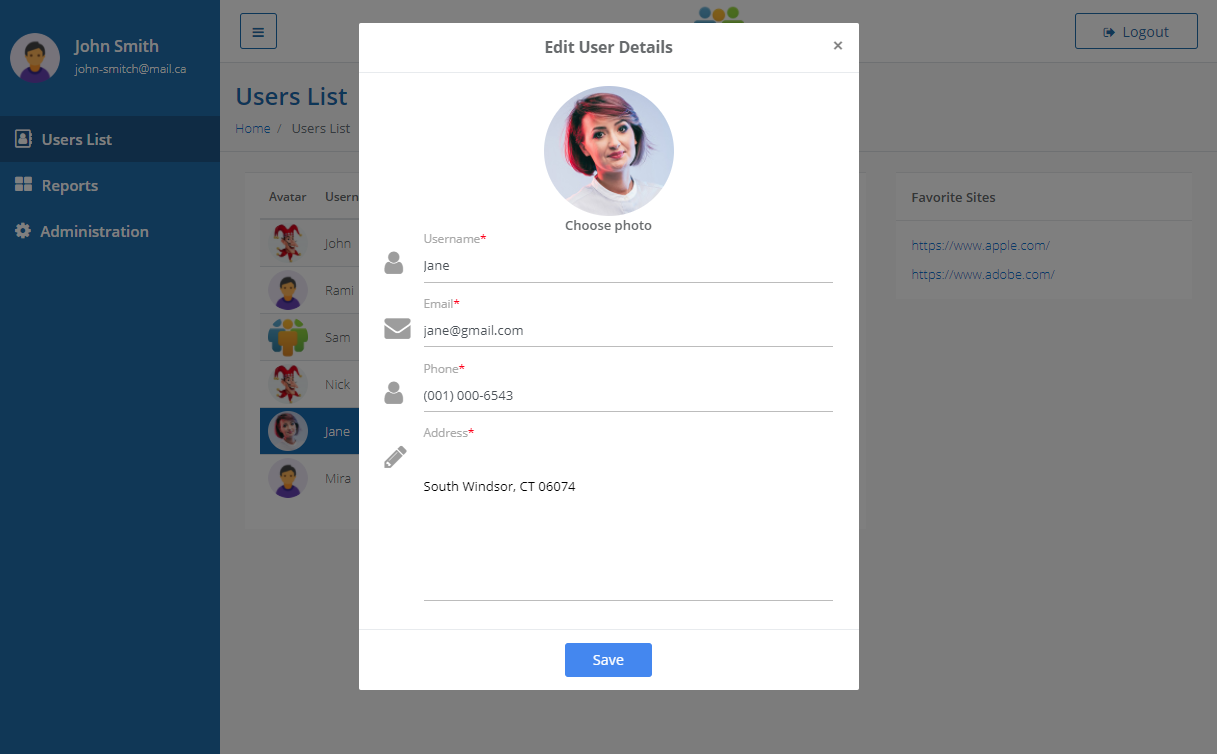 John Smith
john-smitch@mail.ca
Users List
Reports
Administration
Logout
Users List
Home / Users List
Avatar
John
Rami
Sam
Nick
Jane
Mira
Edit User Details
×
Choose photo
Username*
Jane
Email*
jane@gmail.com
Phone*
(001) 000-6543
Address*
South Windsor, CT 06074
Save
Favorite Sites
https://www.apple.com/
https://www.adobe.com/